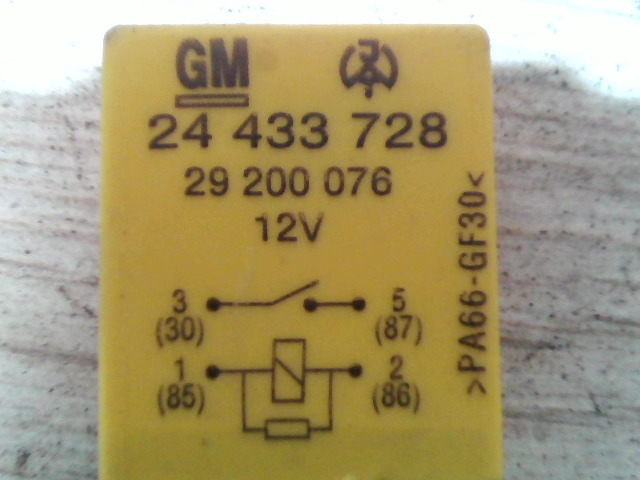 GM
24 433 728
29 200 076
12V
3 5
(30) (87)
1 2
(85) (86)
>PA66-GF30<